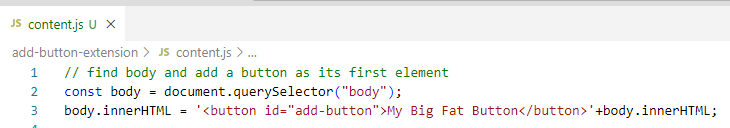 JS content.js U ×
add-button-extension > JS content.js > ...
1 // find body and add a button as its first element
2 const body = document.querySelector("body");
3 body.innerHTML = '<button id="add-button">My Big Fat Button</button>'+body.innerHTML;